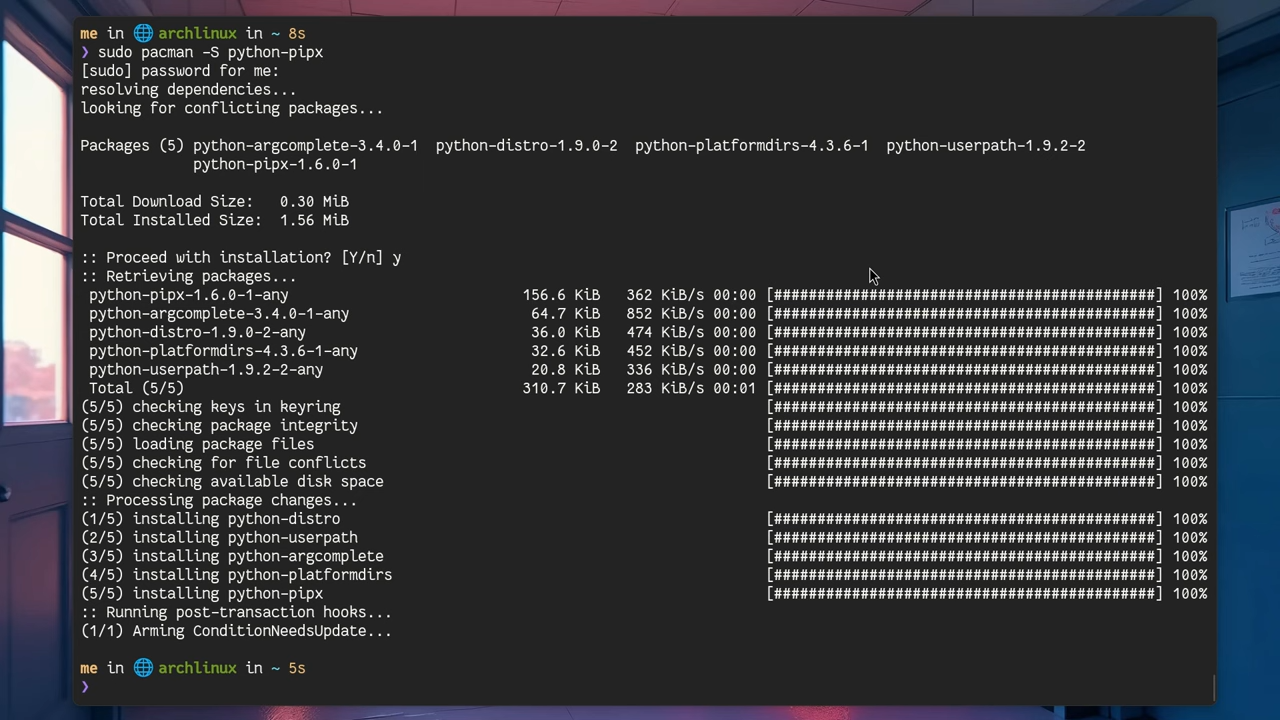 me in 🌐 archlinux in ~ 8s
❯ sudo pacman -S python-pipx
[sudo] password for me:
resolving dependencies...
looking for conflicting packages...
Packages (5) python-argcomplete-3.4.0-1  python-distro-1.9.0-2  python-platformdirs-4.3.6-1  python-userpath-1.9.2-2
             python-pipx-1.6.0-1
Total Download Size:   0.30 MiB
Total Installed Size:  1.56 MiB
:: Proceed with installation? [Y/n] y
:: Retrieving packages...
 python-pipx-1.6.0-1-any                           156.6 KiB   362 KiB/s 00:00 [############################################] 100%
 python-argcomplete-3.4.0-1-any                     64.7 KiB   852 KiB/s 00:00 [############################################] 100%
 python-distro-1.9.0-2-any                          36.0 KiB   474 KiB/s 00:00 [############################################] 100%
 python-platformdirs-4.3.6-1-any                    32.6 KiB   452 KiB/s 00:00 [############################################] 100%
 python-userpath-1.9.2-2-any                        20.8 KiB   336 KiB/s 00:00 [############################################] 100%
 Total (5/5)                                       310.7 KiB   283 KiB/s 00:01 [############################################] 100%
(5/5) checking keys in keyring                                                 [############################################] 100%
(5/5) checking package integrity                                               [############################################] 100%
(5/5) loading package files                                                    [############################################] 100%
(5/5) checking for file conflicts                                              [############################################] 100%
(5/5) checking available disk space                                            [############################################] 100%
:: Processing package changes...
(1/5) installing python-distro                                                 [############################################] 100%
(2/5) installing python-userpath                                               [############################################] 100%
(3/5) installing python-argcomplete                                            [############################################] 100%
(4/5) installing python-platformdirs                                           [############################################] 100%
(5/5) installing python-pipx                                                   [############################################] 100%
:: Running post-transaction hooks...
(1/1) Arming ConditionNeedsUpdate...
me in 🌐 archlinux in ~ 5s
❯